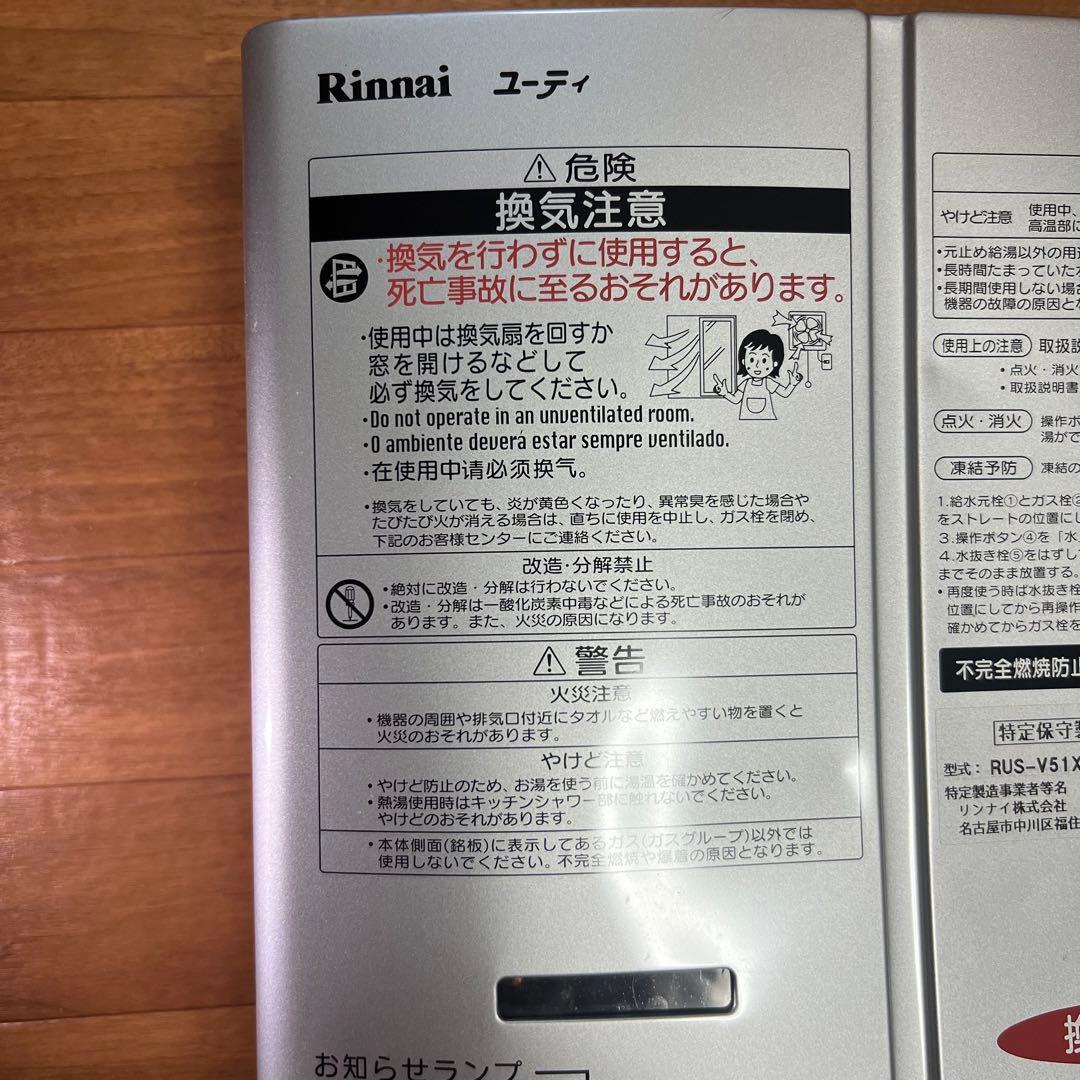 Rinnai ユーティ
⚠危険
換気注意
・換気を行わずに使用すると、
死亡事故に至るおそれがあります。
・使用中は換気扇を回すか
窓を開けるなどして
必ず換気をしてください。
・Do not operate in an unventilated room.
・O ambiente deverá estar sempre ventilado.
・在使用中请必须换气。
・換気をしていても、炎が黄色くなったり、異常臭を感じた場合や
たびたび火が消える場合は、直ちに使用を中止し、ガス栓を閉め、
下記のお客様センターにご連絡ください。
改造・分解禁止
・絶対に改造・分解は行わないでください。
・改造・分解は一酸化炭素中毒などによる死亡事故のおそれが
あります。また、火災の原因になります。
⚠警告
火災注意
・機器の周囲や排気口付近にタオルなど燃えやすい物を置くと
火災のおそれがあります。
やけど注意
・やけど防止のため、お湯を使う前に湯温を確かめてください。
・熱湯使用時はキッチンシャワー部に触れないでください。
やけどのおそれがあります。
・本体側面(銘板)に表示してあるガス(ガスグループ)以外では
使用しないでください。不完全燃焼や爆着の原因となります。
お知らせランプ
やけど注意 使用中、
高温部に
・元止め給湯以外の用途
・長時間たまっていた水
・長期間使用しない場合
機器の故障の原因とな
使用上の注意 取扱説
・点火・消火
・取扱説明書
点火・消火 操作ボ
湯がで
凍結予防 凍結の
1.給水元栓①とガス栓②
をストレートの位置にし
3.操作ボタン④を「水
4.水抜き栓⑤をはずし
までそのまま放置する。
・再度使う時は水抜き栓
位置にしてから再操作
確かめてからガス栓を
不完全燃焼防止
特定保守製
型式：RUS-V51X
特定製造事業者等名
リンナイ株式会社
名古屋市中川区福住
換